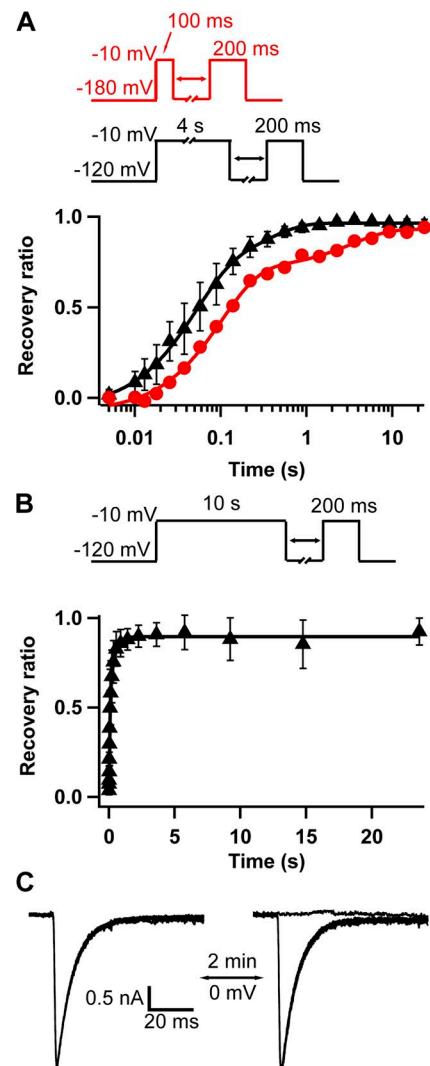 A
100 ms
-10 mV
200 ms
-180 mV
-10 mV
4 s
200 ms
-120 mV
1.0
0.5
0.0
Recovery ratio
0.01
0.1
1
10
Time (s)
B
-10 mV
10 s
200 ms
-120 mV
1.0
0.5
0.0
Recovery ratio
0
5
10
15
20
Time (s)
C
0.5 nA
20 ms
2 min
0 mV